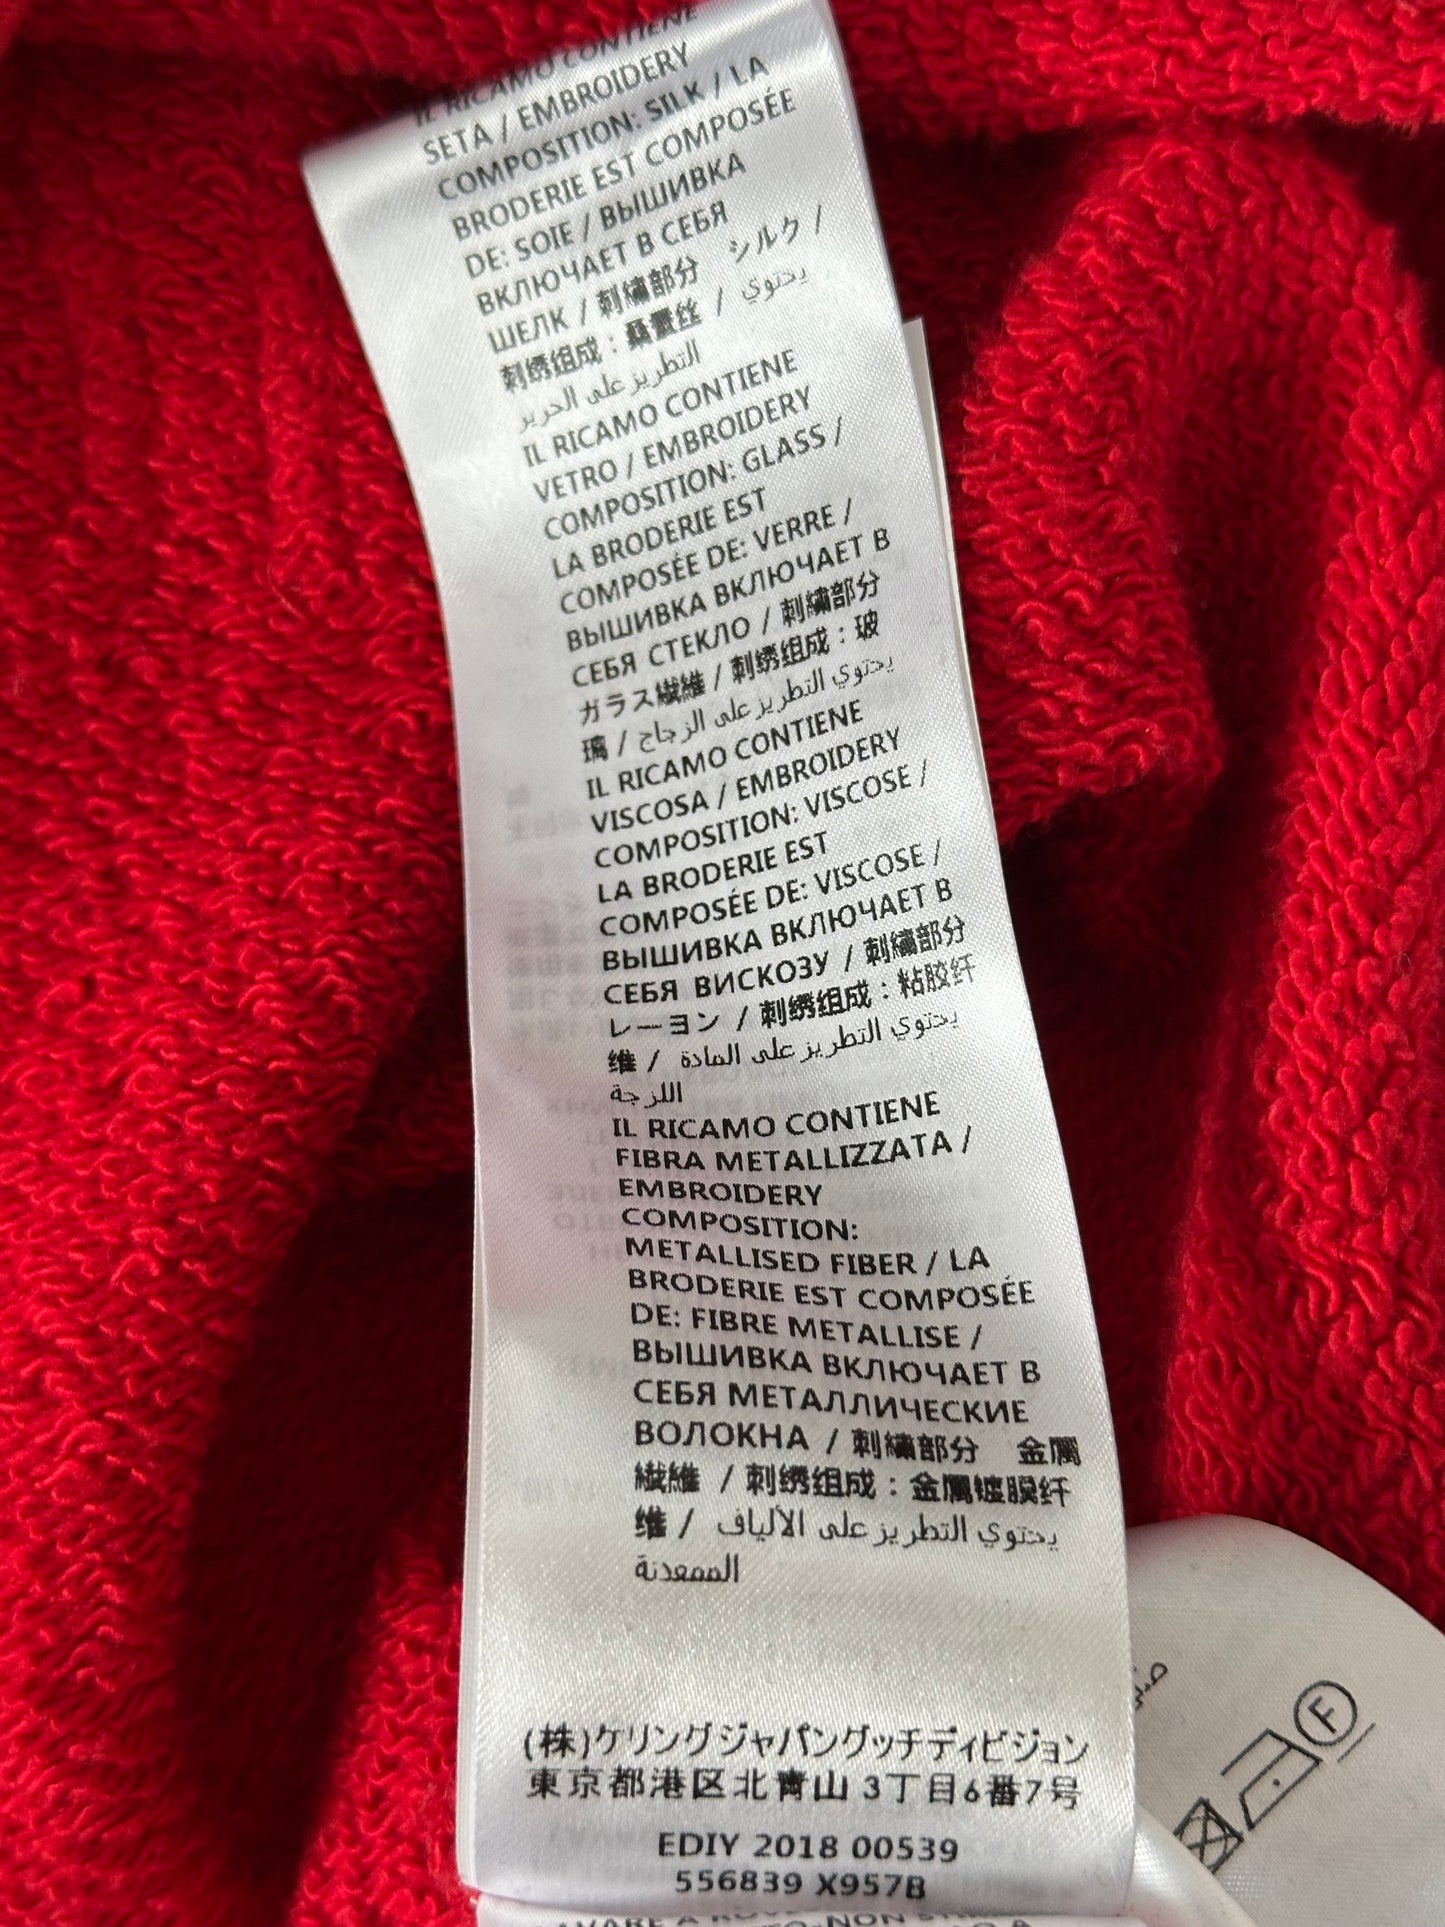 IL RICAMO CONTIENE
SETA / EMBROIDERY
COMPOSITION: SILK / LA
BRODERIE EST COMPOSÉE
DE: SOIE / ВЫШИВКА
ВКЛЮЧАЕТ В СЕБЯ
ШЕЛК / 刺繍部分 シルク /
刺绣组成：桑蚕丝 / يحتوي
التطريز على الحرير
IL RICAMO CONTIENE
VETRO / EMBROIDERY
COMPOSITION: GLASS /
LA BRODERIE EST
COMPOSÉE DE: VERRE /
ВЫШИВКА ВКЛЮЧАЕТ В
СЕБЯ СТЕКЛО / 刺繍部分
ガラス繊維 / 刺绣组成：玻
璃 / يحتوي التطريز على الزجاج
IL RICAMO CONTIENE
VISCOSA / EMBROIDERY
COMPOSITION: VISCOSE /
LA BRODERIE EST
COMPOSÉE DE: VISCOSE /
ВЫШИВКА ВКЛЮЧАЕТ В
СЕБЯ ВИСКОЗУ / 刺繍部分
レーヨン / 刺绣组成：粘胶纤
维 / يحتوي التطريز على المادة
اللزجة
IL RICAMO CONTIENE
FIBRA METALLIZZATA /
EMBROIDERY
COMPOSITION:
METALLISED FIBER / LA
BRODERIE EST COMPOSÉE
DE: FIBRE METALLISE /
ВЫШИВКА ВКЛЮЧАЕТ В
СЕБЯ МЕТАЛЛИЧЕСКИЕ
ВОЛОКНА / 刺繍部分 金属
繊維 / 刺绣组成：金属镀膜纤
维 / يحتوي التطريز على الألياف
الممعدنة
(株)ケリングジャパングッチディビジョン
東京都港区北青山3丁目6番7号
EDIY 2018 00539
556839 X957B
F